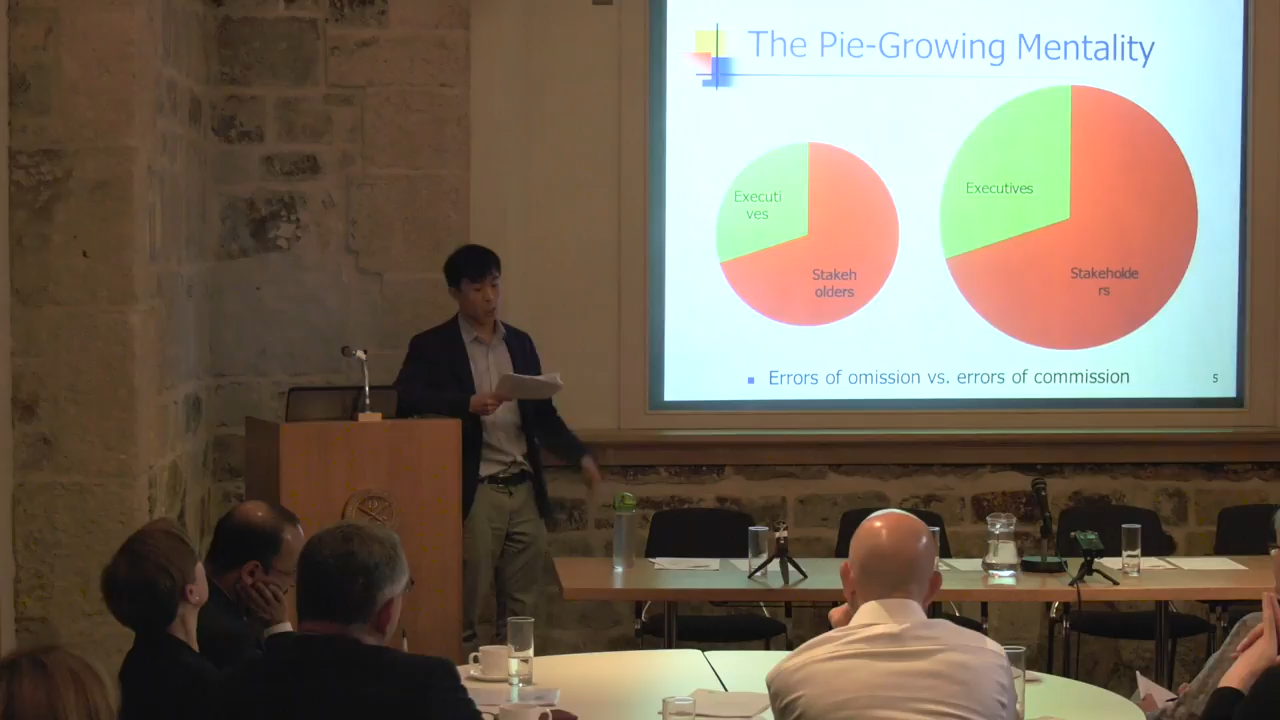 The Pie-Growing Mentality
Executi
ves
Stakeh
olders
Executives
Stakeholde
rs
Errors of omission vs. errors of commission
5